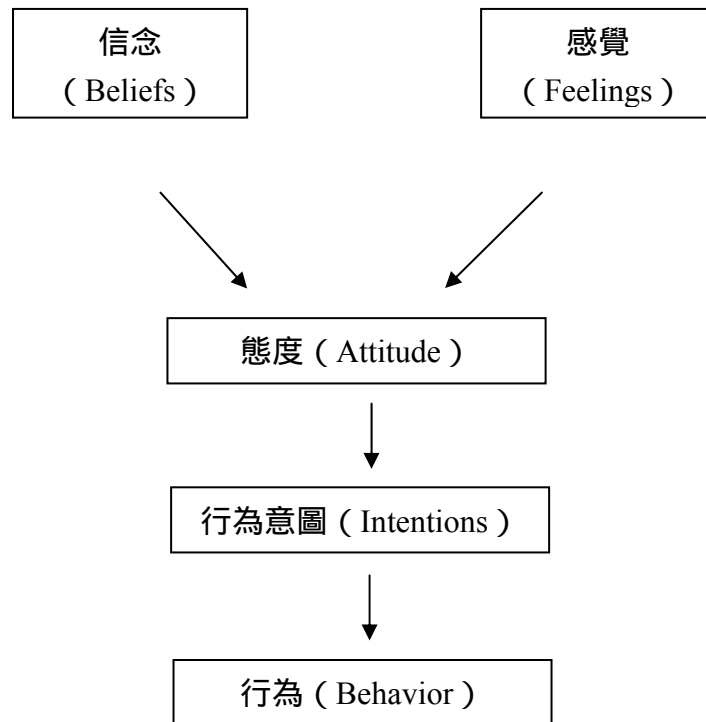 信念
（Beliefs）
感覺
（Feelings）
態度（Attitude）
行為意圖（Intentions）
行為（Behavior）